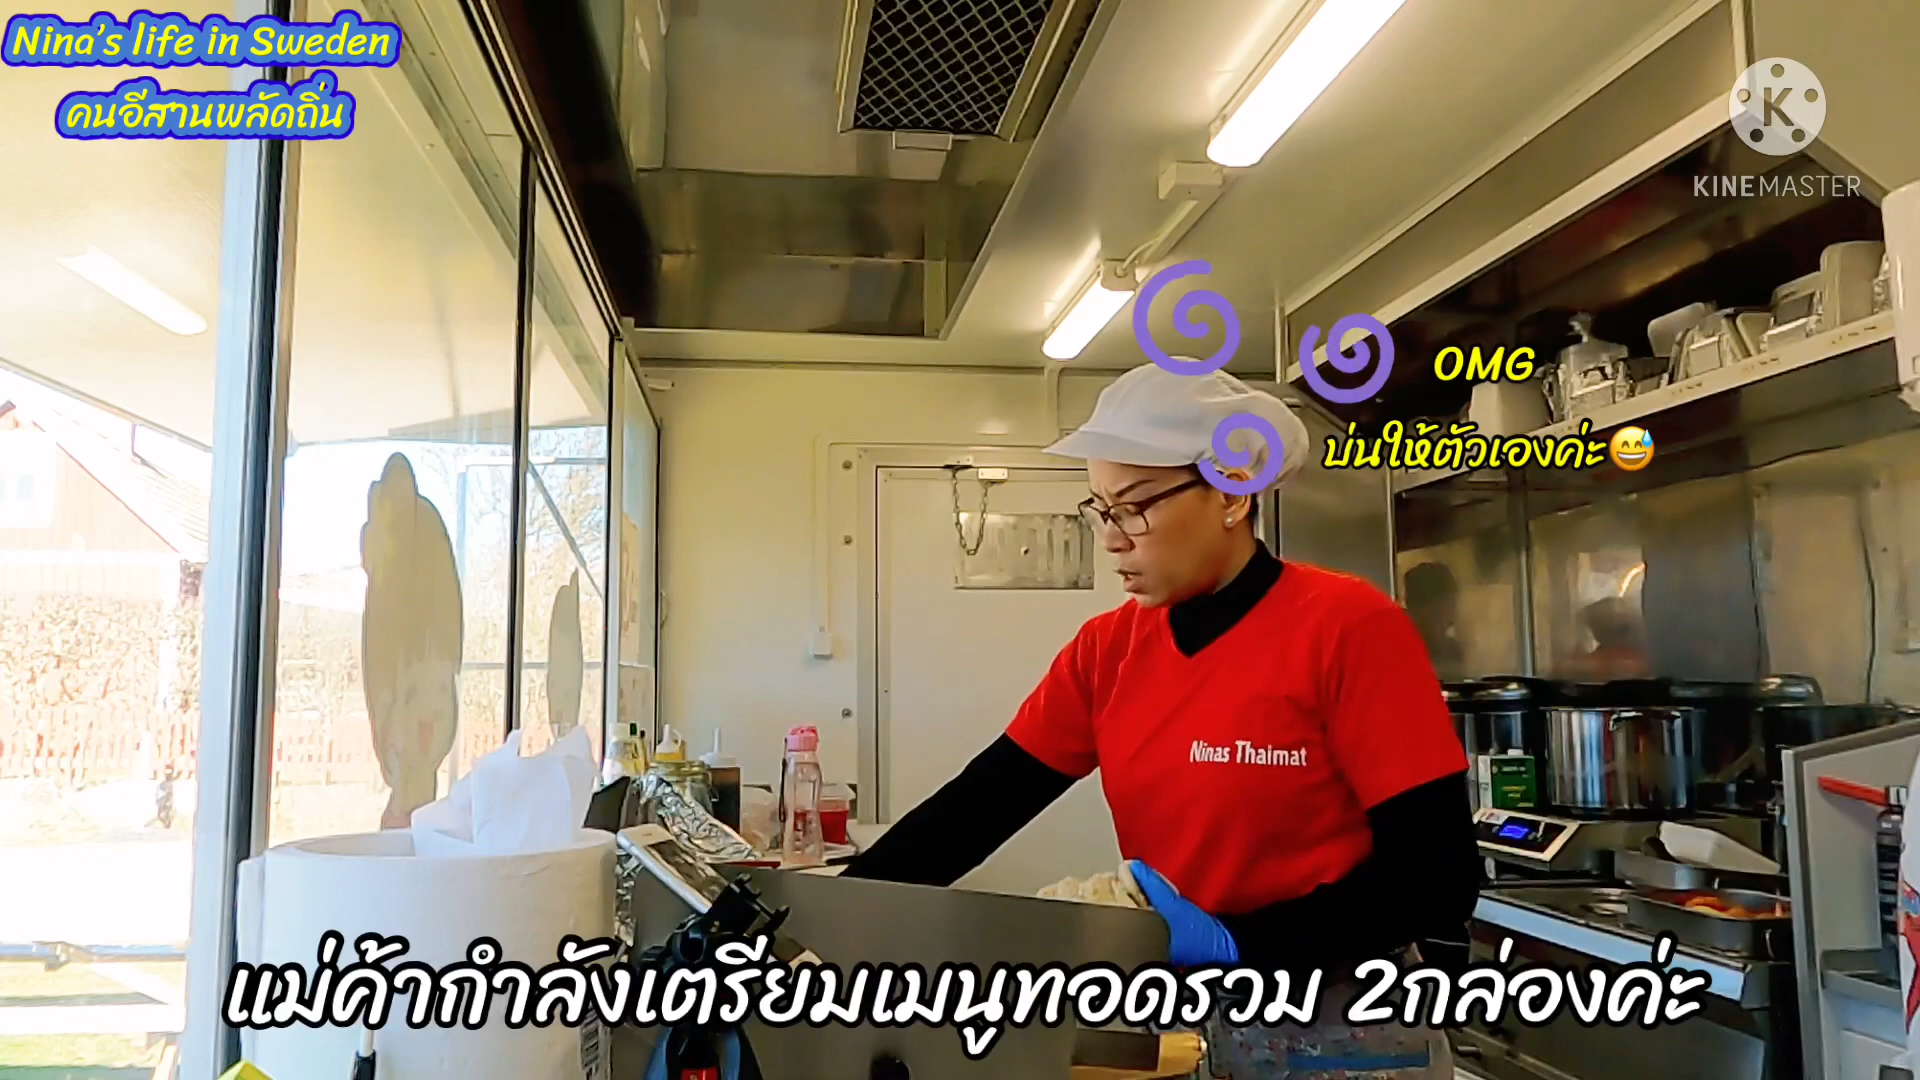 Nina's life in Sweden
คนอีสานพลัดถิ่น
K
KINEMASTER
OMG
บ่นให้ตัวเองค่ะ😅
Ninas Thaimat
แม่ค้ากำลังเตรียมเมนูทอดรวม 2กล่องค่ะ